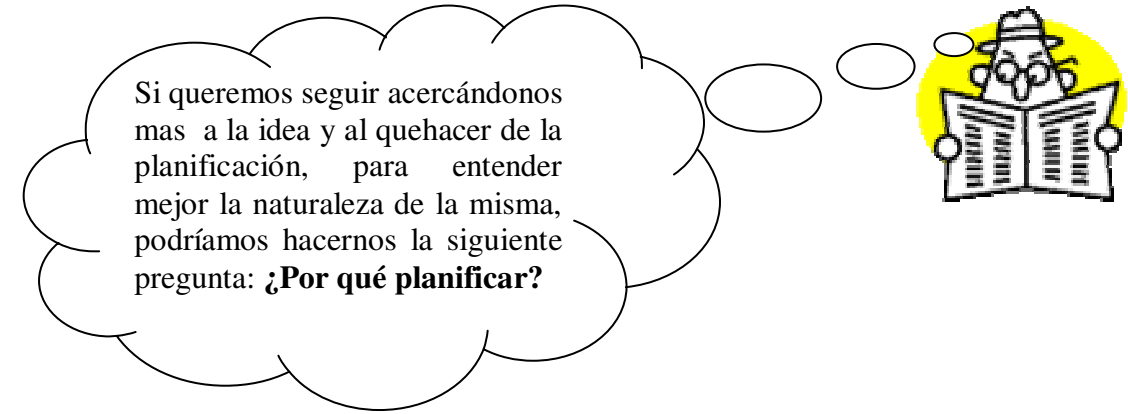 Si queremos seguir acercándonos
mas a la idea y al quehacer de la
planificación, para entender
mejor la naturaleza de la misma,
podríamos hacernos la siguiente
pregunta: ¿Por qué planificar?